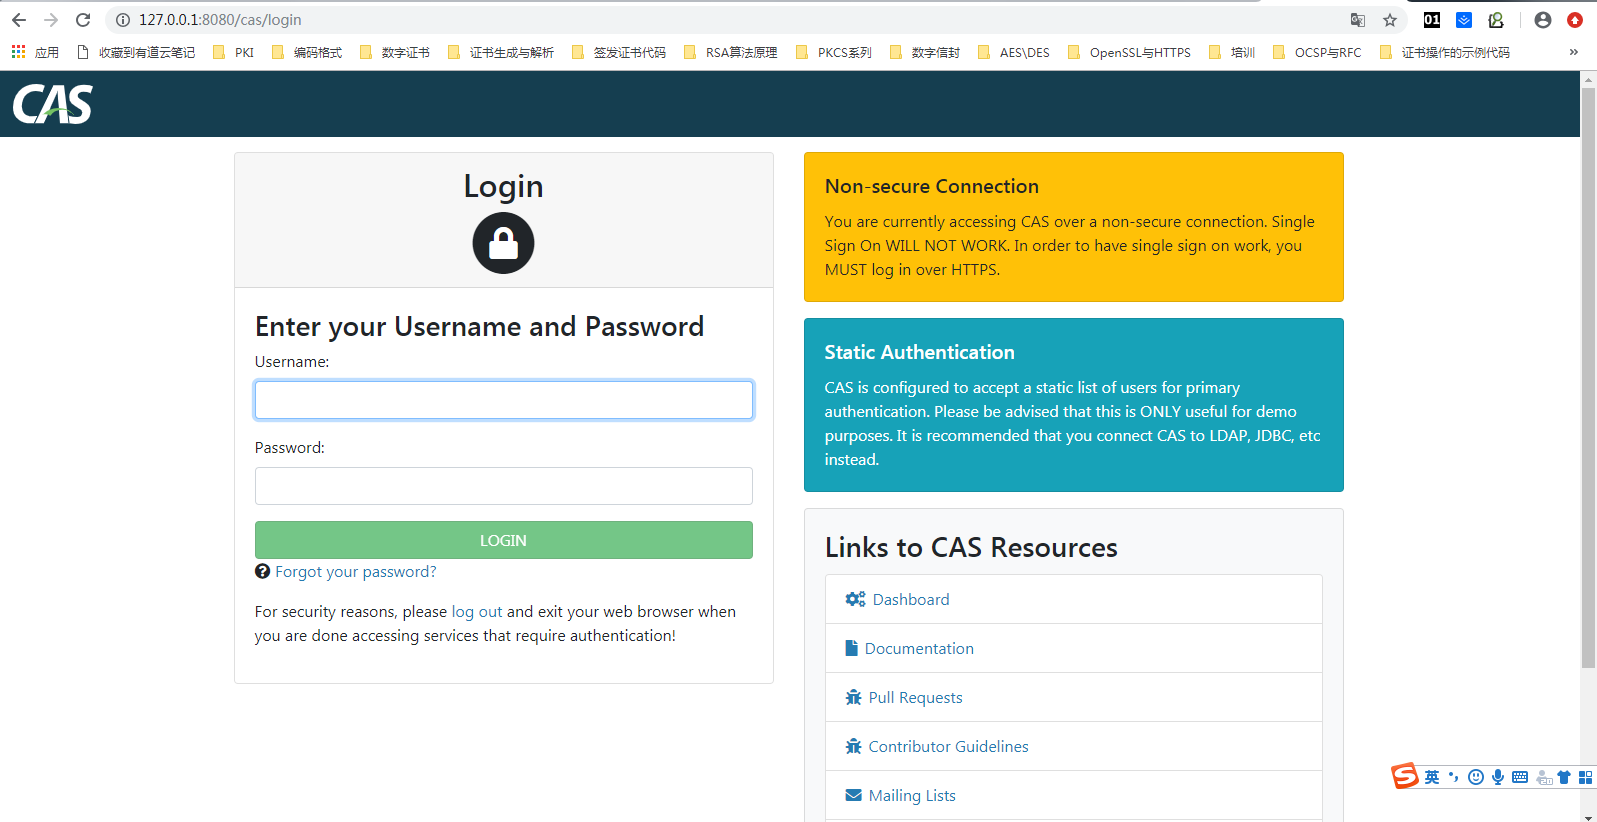 127.0.0.1:8080/cas/login
01
应用 收藏到有道云笔记 PKI 编码格式 数字证书 证书生成与解析 签发证书代码 RSA算法原理 PKCS系列 数字信封 AES\DES OpenSSL与HTTPS 培训 OCSP与RFC 证书操作的示例代码 »
CAS
Login
Enter your Username and Password
Username:
Password:
LOGIN
Forgot your password?
For security reasons, please log out and exit your web browser when
you are done accessing services that require authentication!
Non-secure Connection
You are currently accessing CAS over a non-secure connection. Single
Sign On WILL NOT WORK. In order to have single sign on work, you
MUST log in over HTTPS.
Static Authentication
CAS is configured to accept a static list of users for primary
authentication. Please be advised that this is ONLY useful for demo
purposes. It is recommended that you connect CAS to LDAP, JDBC, etc
instead.
Links to CAS Resources
Dashboard
Documentation
Pull Requests
Contributor Guidelines
Mailing Lists
S 英